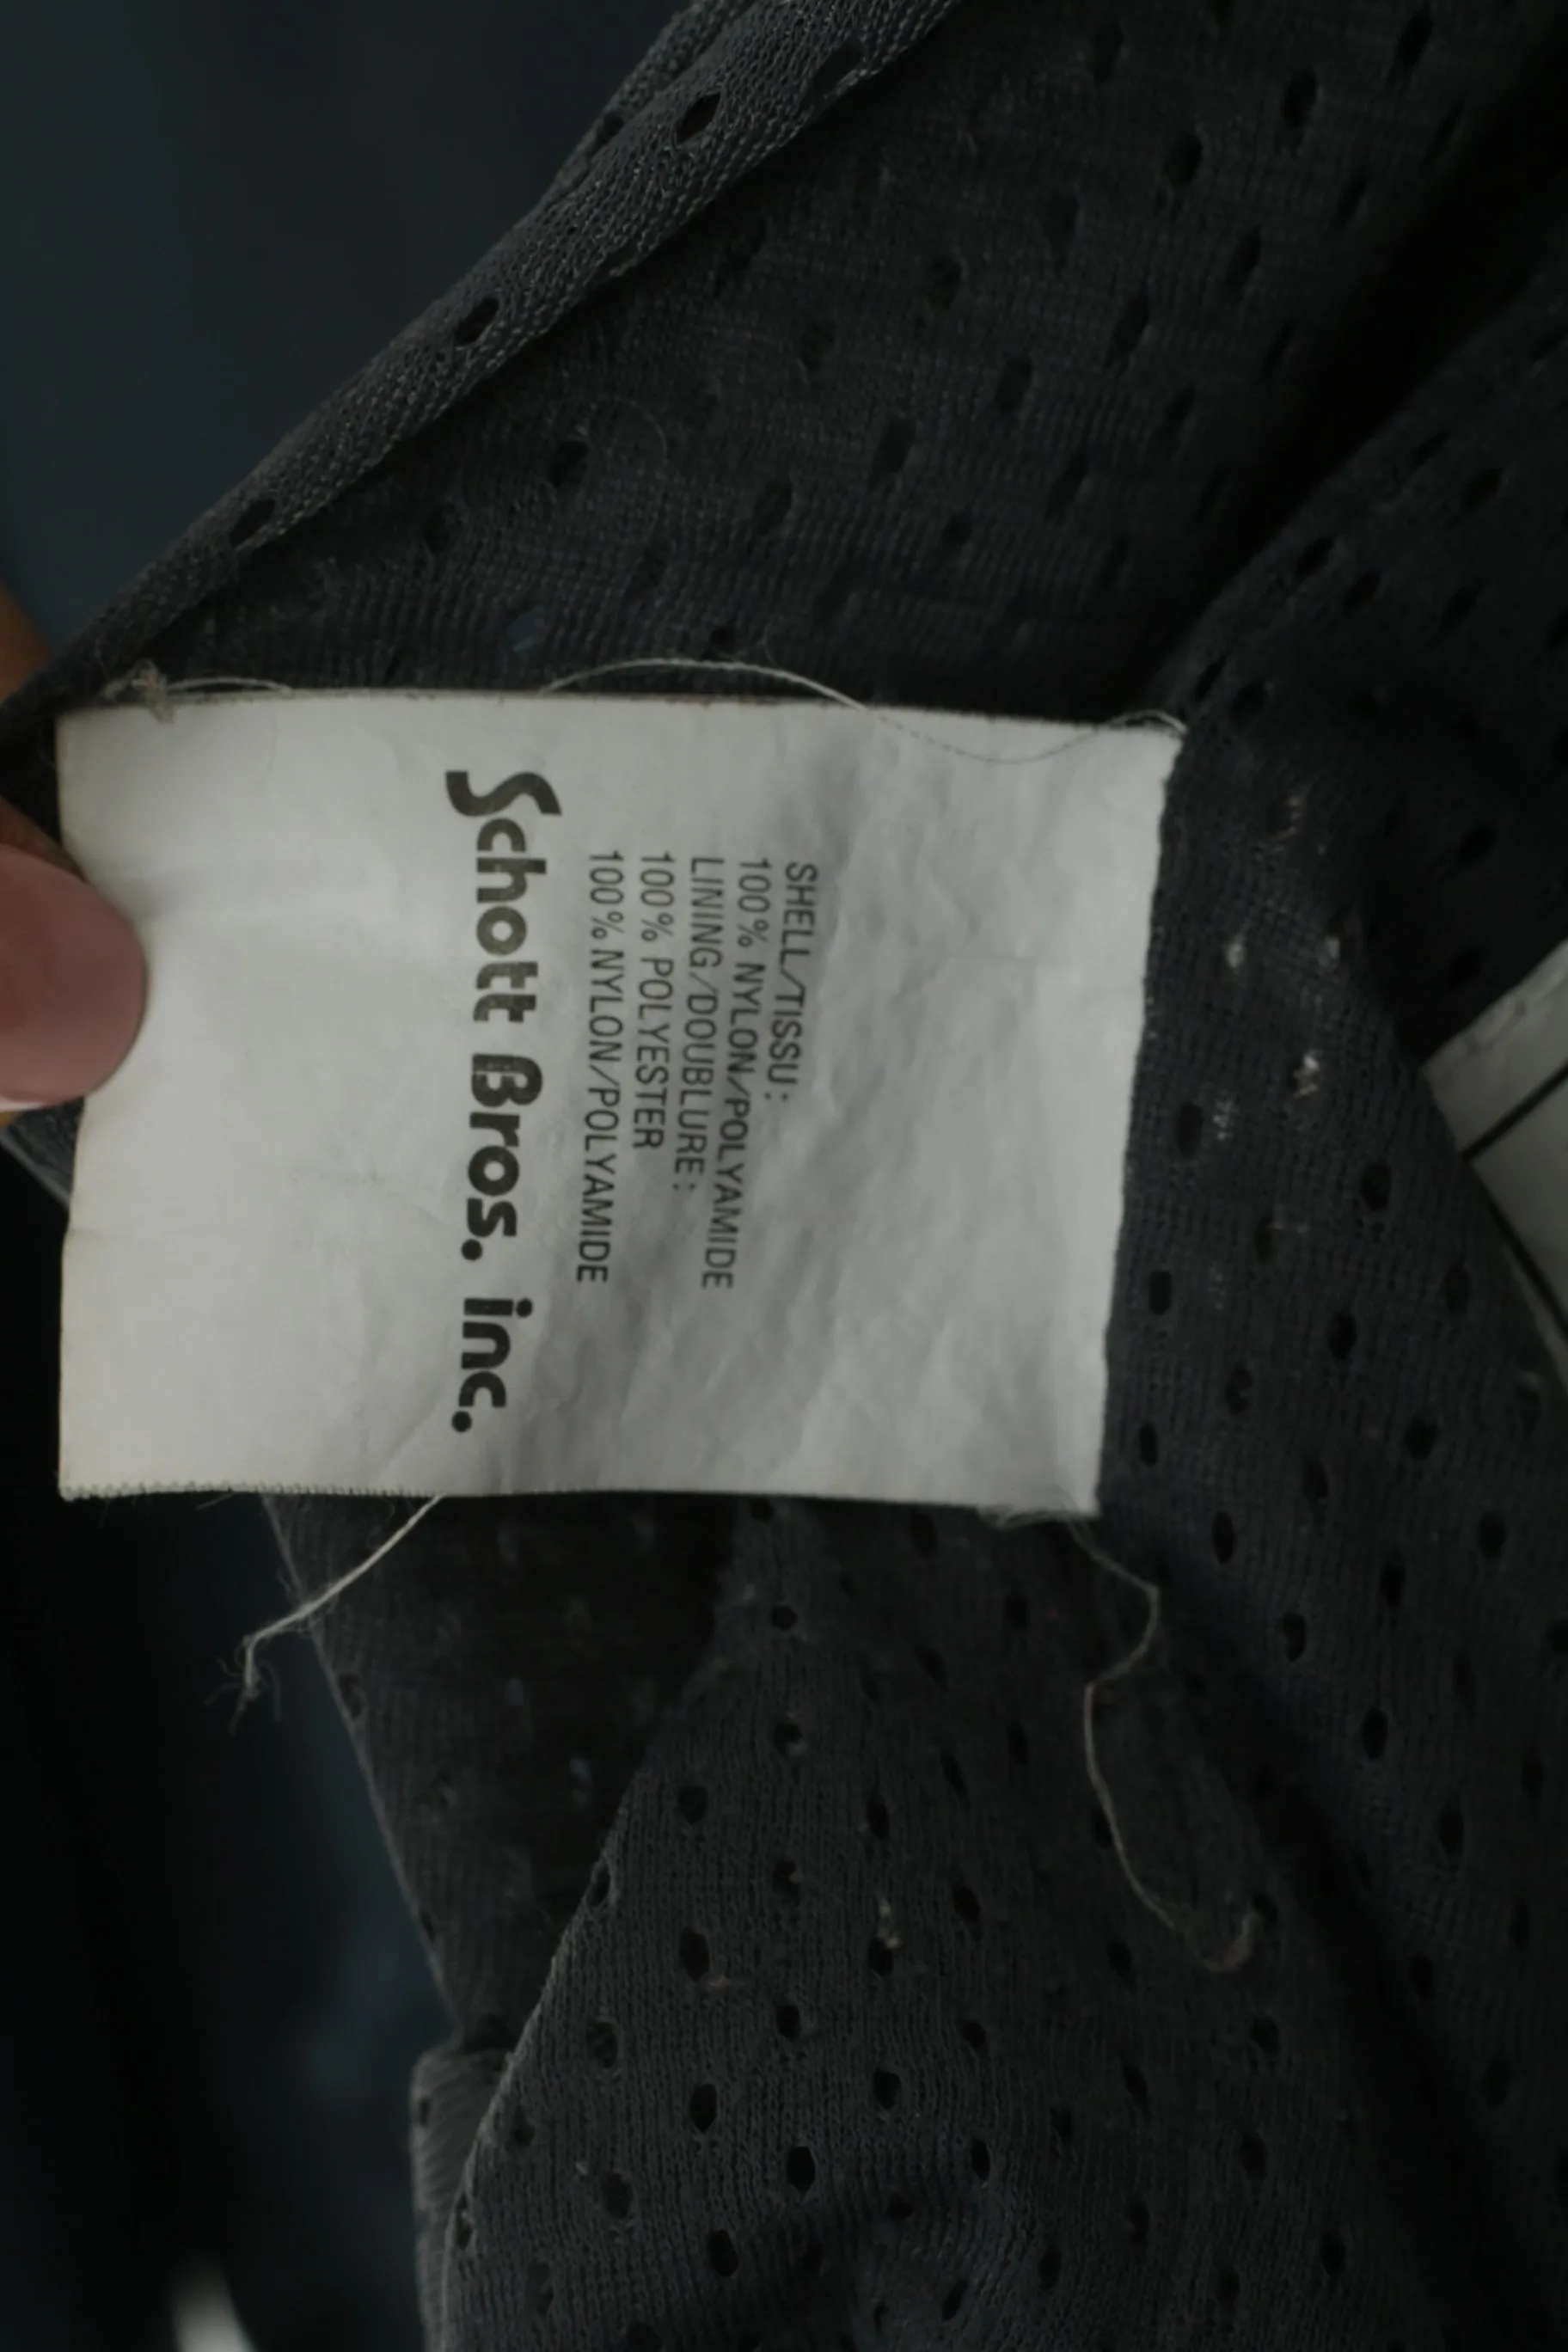 SHELL/TISSU:
100% NYLON/POLYAMIDE
LINING/DOUBLURE:
100% POLYESTER
100% NYLON/POLYAMIDE
Schott Bros. inc.